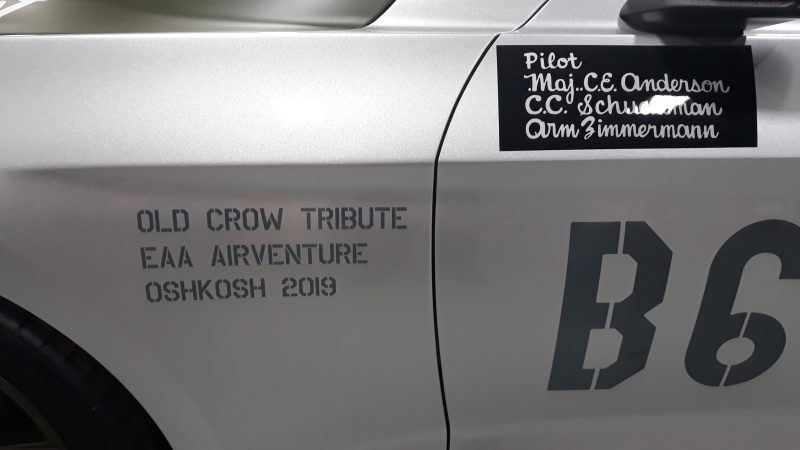 Pilot
Maj..C.E. Anderson
C.C.
Arm Zimmermann
OLD CROW TRIBUTE
EAA AIRVENTURE
OSHKOSH 2019
B6